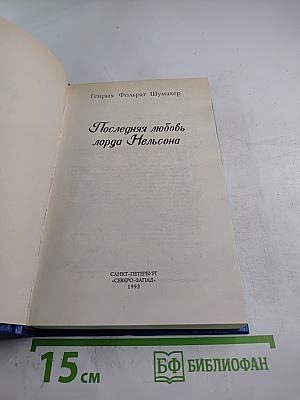 Генрих Фольрат Шумахер
Последняя любовь
лорда Нельсона
САНКТ-ПЕТЕРБУРГ
«СЕВЕРО-ЗАПАД»
1993
15 см
БФ БИБЛИОФАН